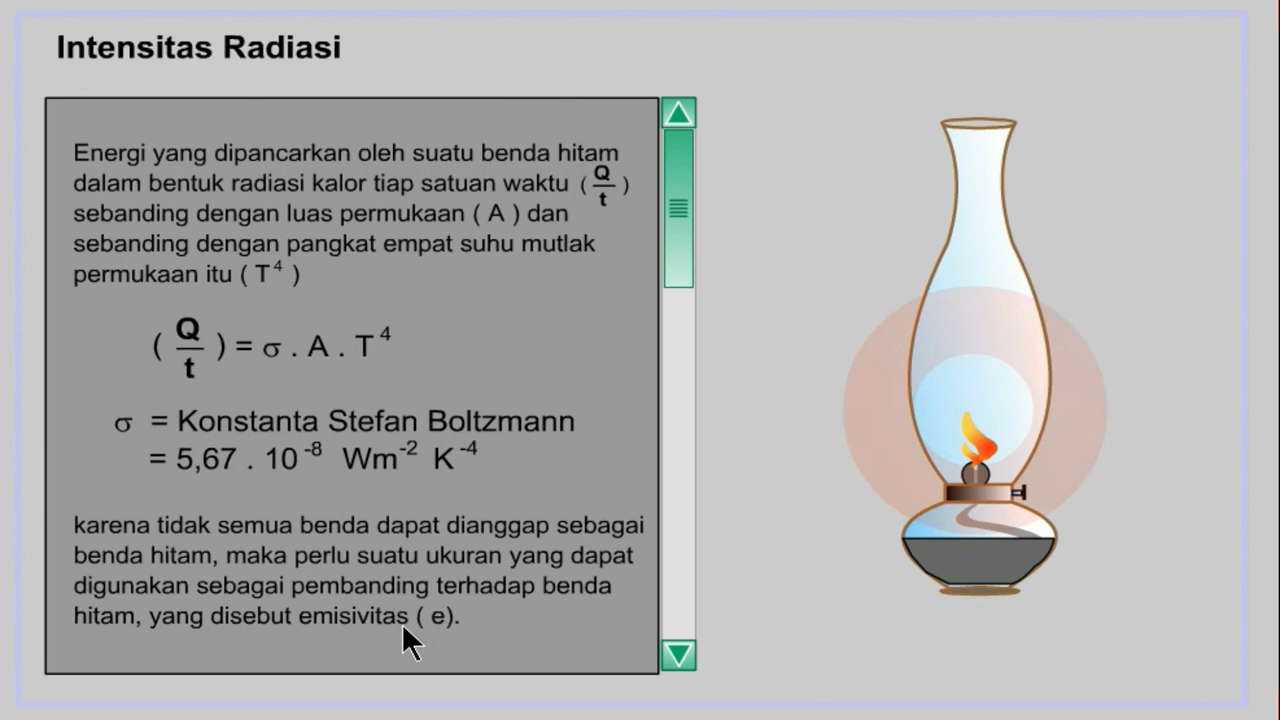 Intensitas Radiasi
Energi yang dipancarkan oleh suatu benda hitam
dalam bentuk radiasi kalor tiap satuan waktu ( Q/t )
sebanding dengan luas permukaan ( A ) dan
sebanding dengan pangkat empat suhu mutlak
permukaan itu ( T⁴ )
( Q/t ) = σ . A . T⁴
σ = Konstanta Stefan Boltzmann
= 5,67 . 10⁻⁸ Wm⁻² K⁻⁴
karena tidak semua benda dapat dianggap sebagai
benda hitam, maka perlu suatu ukuran yang dapat
digunakan sebagai pembanding terhadap benda
hitam, yang disebut emisivitas ( e).